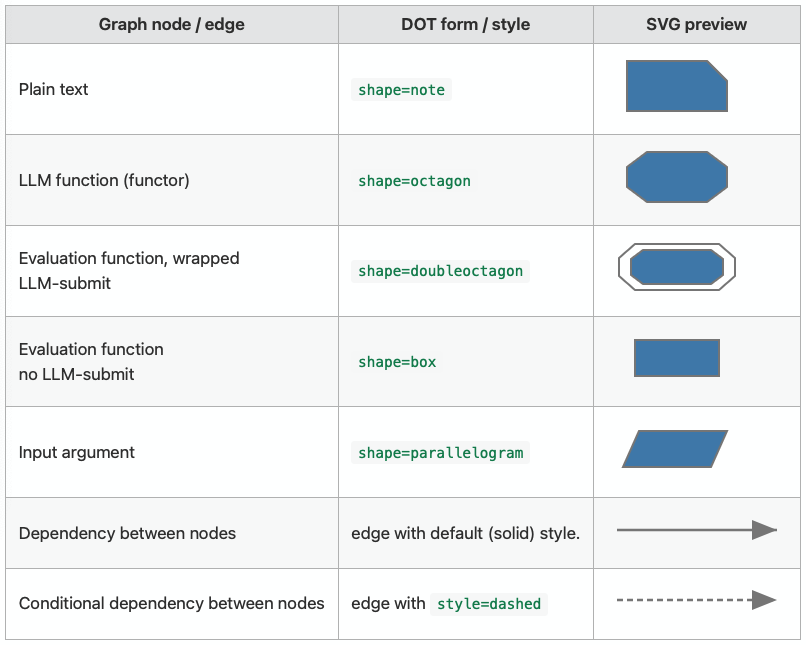 Graph node / edge DOT form / style SVG preview
Plain text shape=note
LLM function (functor) shape=octagon
Evaluation function, wrapped
LLM-submit shape=doubleoctagon
Evaluation function
no LLM-submit shape=box
Input argument shape=parallelogram
Dependency between nodes edge with default (solid) style.
Conditional dependency between nodes edge with style=dashed